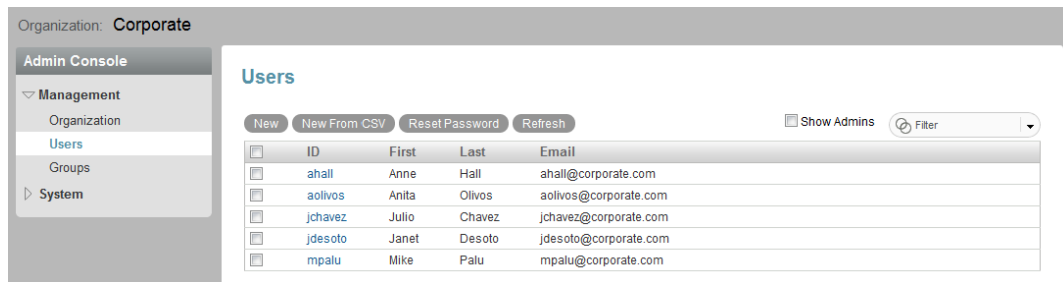 Organization: Corporate
Admin Console
Management
Organization
Users
Groups
System
Users
New New From CSV Reset Password Refresh Show Admins Filter
ID First Last Email
ahall Anne Hall ahall@corporate.com
aolivos Anita Olivos aolivos@corporate.com
jchavez Julio Chavez jchavez@corporate.com
jdesoto Janet Desoto jdesoto@corporate.com
mpalu Mike Palu mpalu@corporate.com